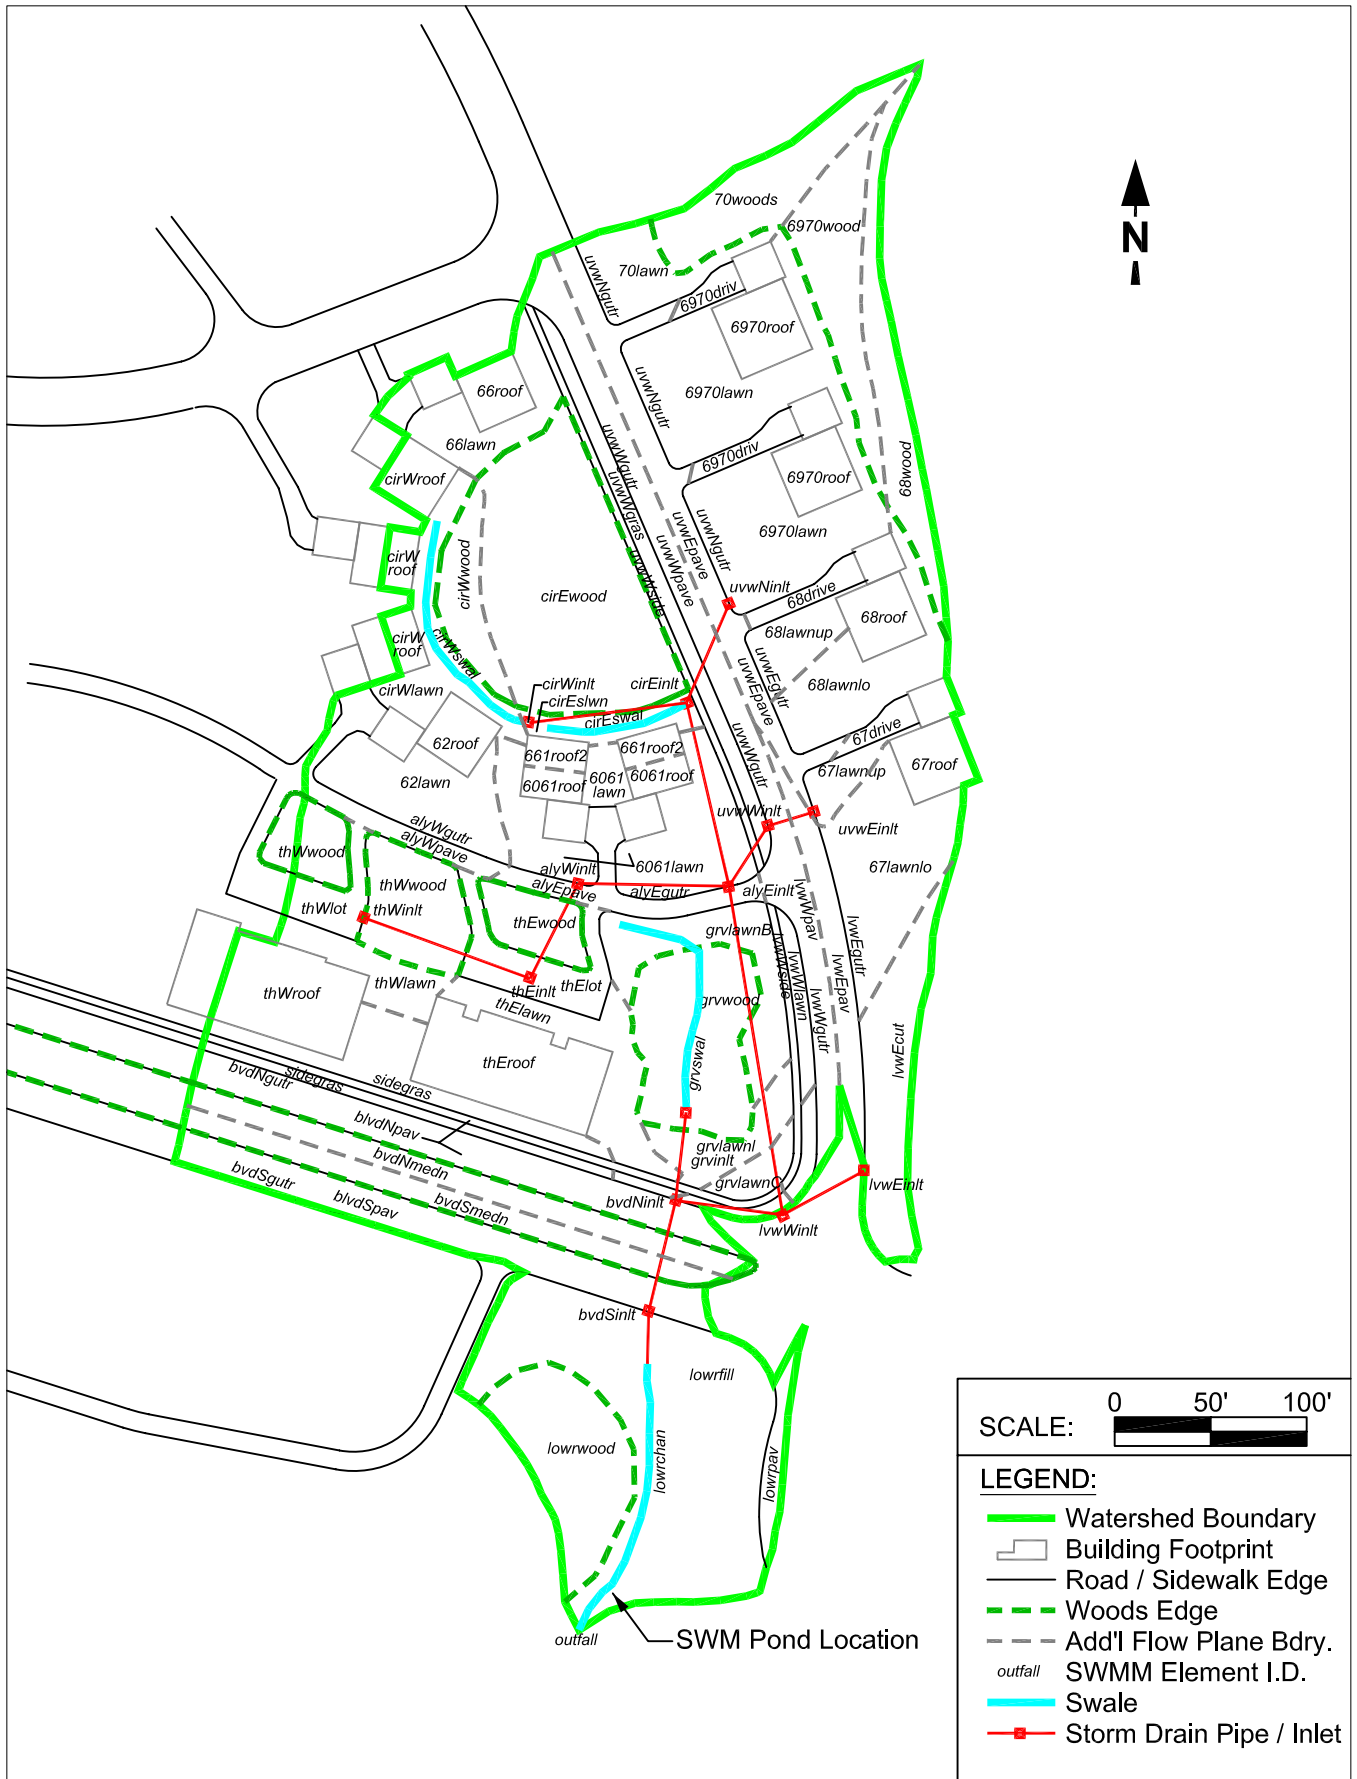 70woods
6970wood
N
uvwNgutr
70lawn
6970driv
6970roof
66roof
uvwNgutr
6970lawn
66lawn
cirWroof
uvwWgutr
uvwWgras
6970driv
6970roof
68wood
cirW
roof
cirWwood
uvwEpave
uvwWpave
uvwNgutr
6970lawn
cirEwood
uvwWside
uvwNinlt
68drive
68roof
cirW
roof
cirWswal
68lawnup
uvwEgutr
uvwEpave
68lawnlo
cirWlawn
cirWinlt
cirEslwn
cirEinlt
cirEswal
62roof
661roof2
661roof2
67drive
67roof
62lawn
6061roof
6061
lawn
6061roof
uvwWgutr
67lawnup
alyWgutr
alyWpave
uvwWinlt
uvwEinlt
thWwood
alyWinlt
6061lawn
67lawnlo
thWwood
alyEpave
alyEgutr
alyEinlt
lvwWpav
thWlot
thWinlt
thEwood
grvlawnB
lvwWside
lvwWlawn
lvwEgutr
lvwEpav
thWroof
thWlawn
thEinlt
thElot
thElawn
grvwood
lvwWgutr
bvdNgutr
sidegras
sidegras
thEroof
grvswal
lvwEcut
blvdNpav
bvdNmedn
grvlawnl
grvinlt
bvdSgutr
blvdSpav
bvdSmedn
bvdNinlt
grvlawnC
lvwEinlt
lvwWinlt
bvdSinlt
lowrfill
lowrwood
lowrchan
lowrpav
outfall
SWM Pond Location
SCALE:
0 50' 100'
LEGEND:
Watershed Boundary
Building Footprint
Road / Sidewalk Edge
Woods Edge
Add'l Flow Plane Bdry.
outfall SWMM Element I.D.
Swale
Storm Drain Pipe / Inlet